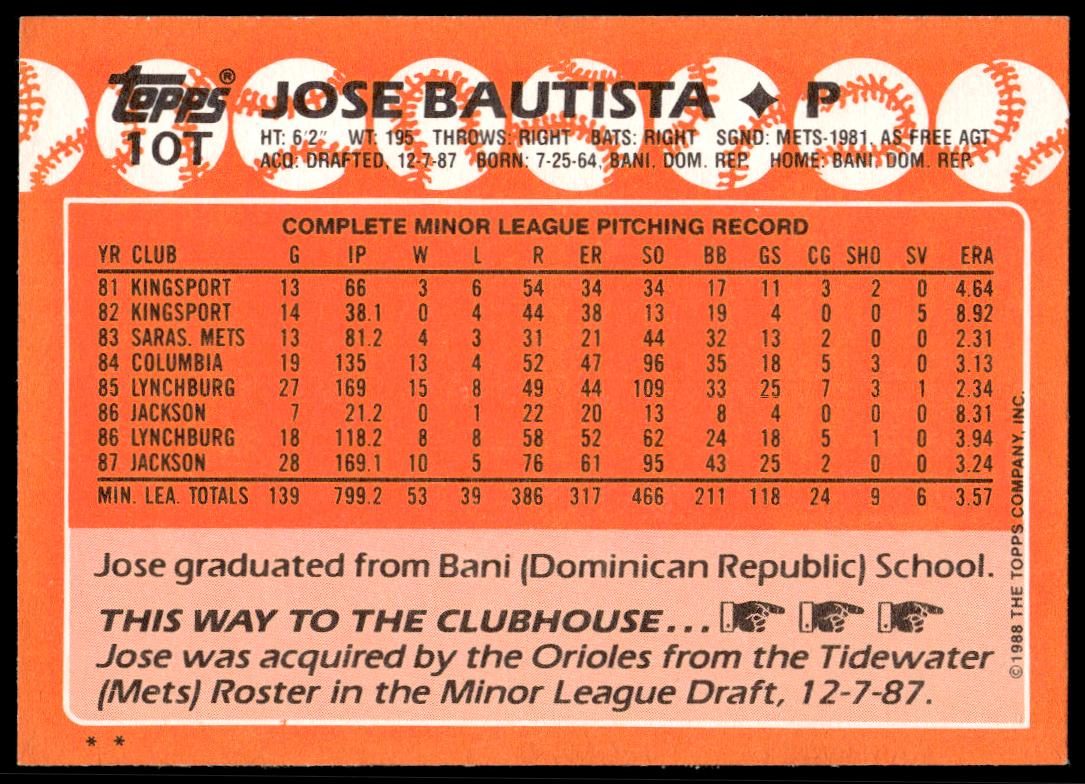 topps® JOSE BAUTISTA ✦ P
10T HT: 6'2" WT: 195 THROWS: RIGHT BATS: RIGHT SGND: METS-1981, AS FREE AGT
ACQ: DRAFTED, 12-7-87 BORN: 7-25-64, BANI, DOM. REP. HOME: BANI, DOM. REP.
COMPLETE MINOR LEAGUE PITCHING RECORD
YR CLUB G IP W L R ER SO BB GS CG SHO SV ERA
81 KINGSPORT 13 66 3 6 54 34 34 17 11 3 2 0 4.64
82 KINGSPORT 14 38.1 0 4 44 38 13 19 4 0 0 5 8.92
83 SARAS. METS 13 81.2 4 3 31 21 44 32 13 2 0 0 2.31
84 COLUMBIA 19 135 13 4 52 47 96 35 18 5 3 0 3.13
85 LYNCHBURG 27 169 15 8 49 44 109 33 25 7 3 1 2.34
86 JACKSON 7 21.2 0 1 22 20 13 8 4 0 0 0 8.31
86 LYNCHBURG 18 118.2 8 8 58 52 62 24 18 5 1 0 3.94
87 JACKSON 28 169.1 10 5 76 61 95 43 25 2 0 0 3.24
MIN. LEA. TOTALS 139 799.2 53 39 386 317 466 211 118 24 9 6 3.57
Jose graduated from Bani (Dominican Republic) School.
THIS WAY TO THE CLUBHOUSE...
Jose was acquired by the Orioles from the Tidewater
(Mets) Roster in the Minor League Draft, 12-7-87.
©1988 THE TOPPS COMPANY, INC.
* *